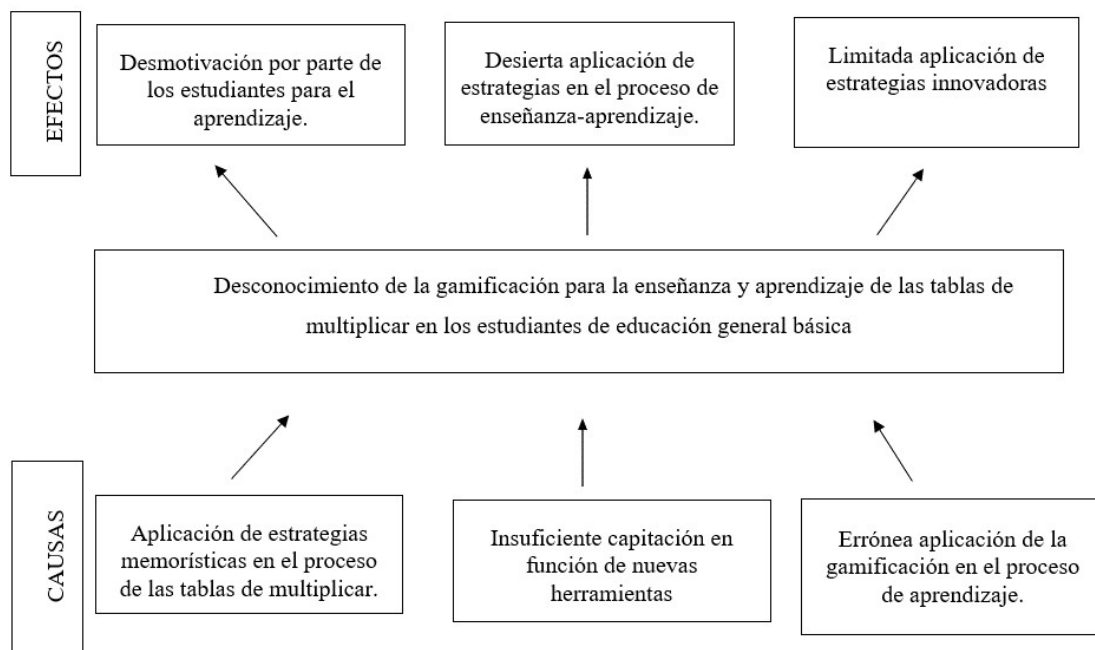 EFECTOS
Desmotivación por parte de
los estudiantes para el
aprendizaje.
Desierta aplicación de
estrategias en el proceso de
enseñanza-aprendizaje.
Limitada aplicación de
estrategias innovadoras
Desconocimiento de la gamificación para la enseñanza y aprendizaje de las tablas de
multiplicar en los estudiantes de educación general básica
CAUSAS
Aplicación de estrategias
memorísticas en el proceso
de las tablas de multiplicar.
Insuficiente capitación en
función de nuevas
herramientas
Errónea aplicación de la
gamificación en el proceso
de aprendizaje.